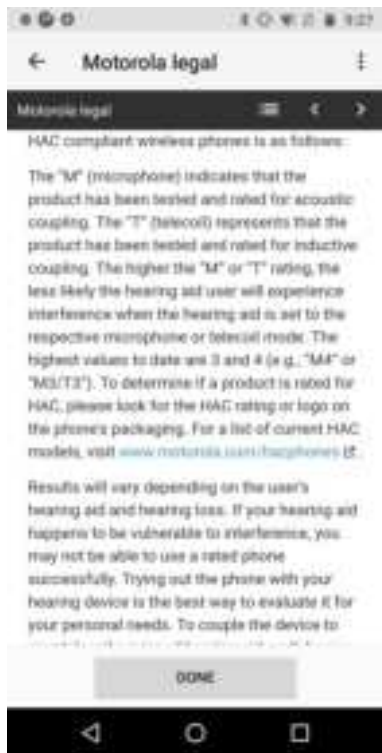 9:27
Motorola legal
Motorola legal
HAC compliant wireless phones is as follows:
The "M" (microphone) indicates that the
product has been tested and rated for acoustic
coupling. The "T" (telecoil) represents that the
product has been tested and rated for inductive
coupling. The higher the "M" or "T" rating, the
less likely the hearing aid user will experience
interference when the hearing aid is set to the
respective microphone or telecoil mode. The
highest values to date are 3 and 4 (e.g., "M4" or
"M3/T3"). To determine if a product is rated for
HAC, please look for the HAC rating or logo on
the phone's packaging. For a list of current HAC
models, visit www.motorola.com/hacphones
Results will vary depending on the user's
hearing aid and hearing loss. If your hearing aid
happens to be vulnerable to interference, you
may not be able to use a rated phone
successfully. Trying out the phone with your
hearing device is the best way to evaluate it for
your personal needs. To couple the device to
DONE